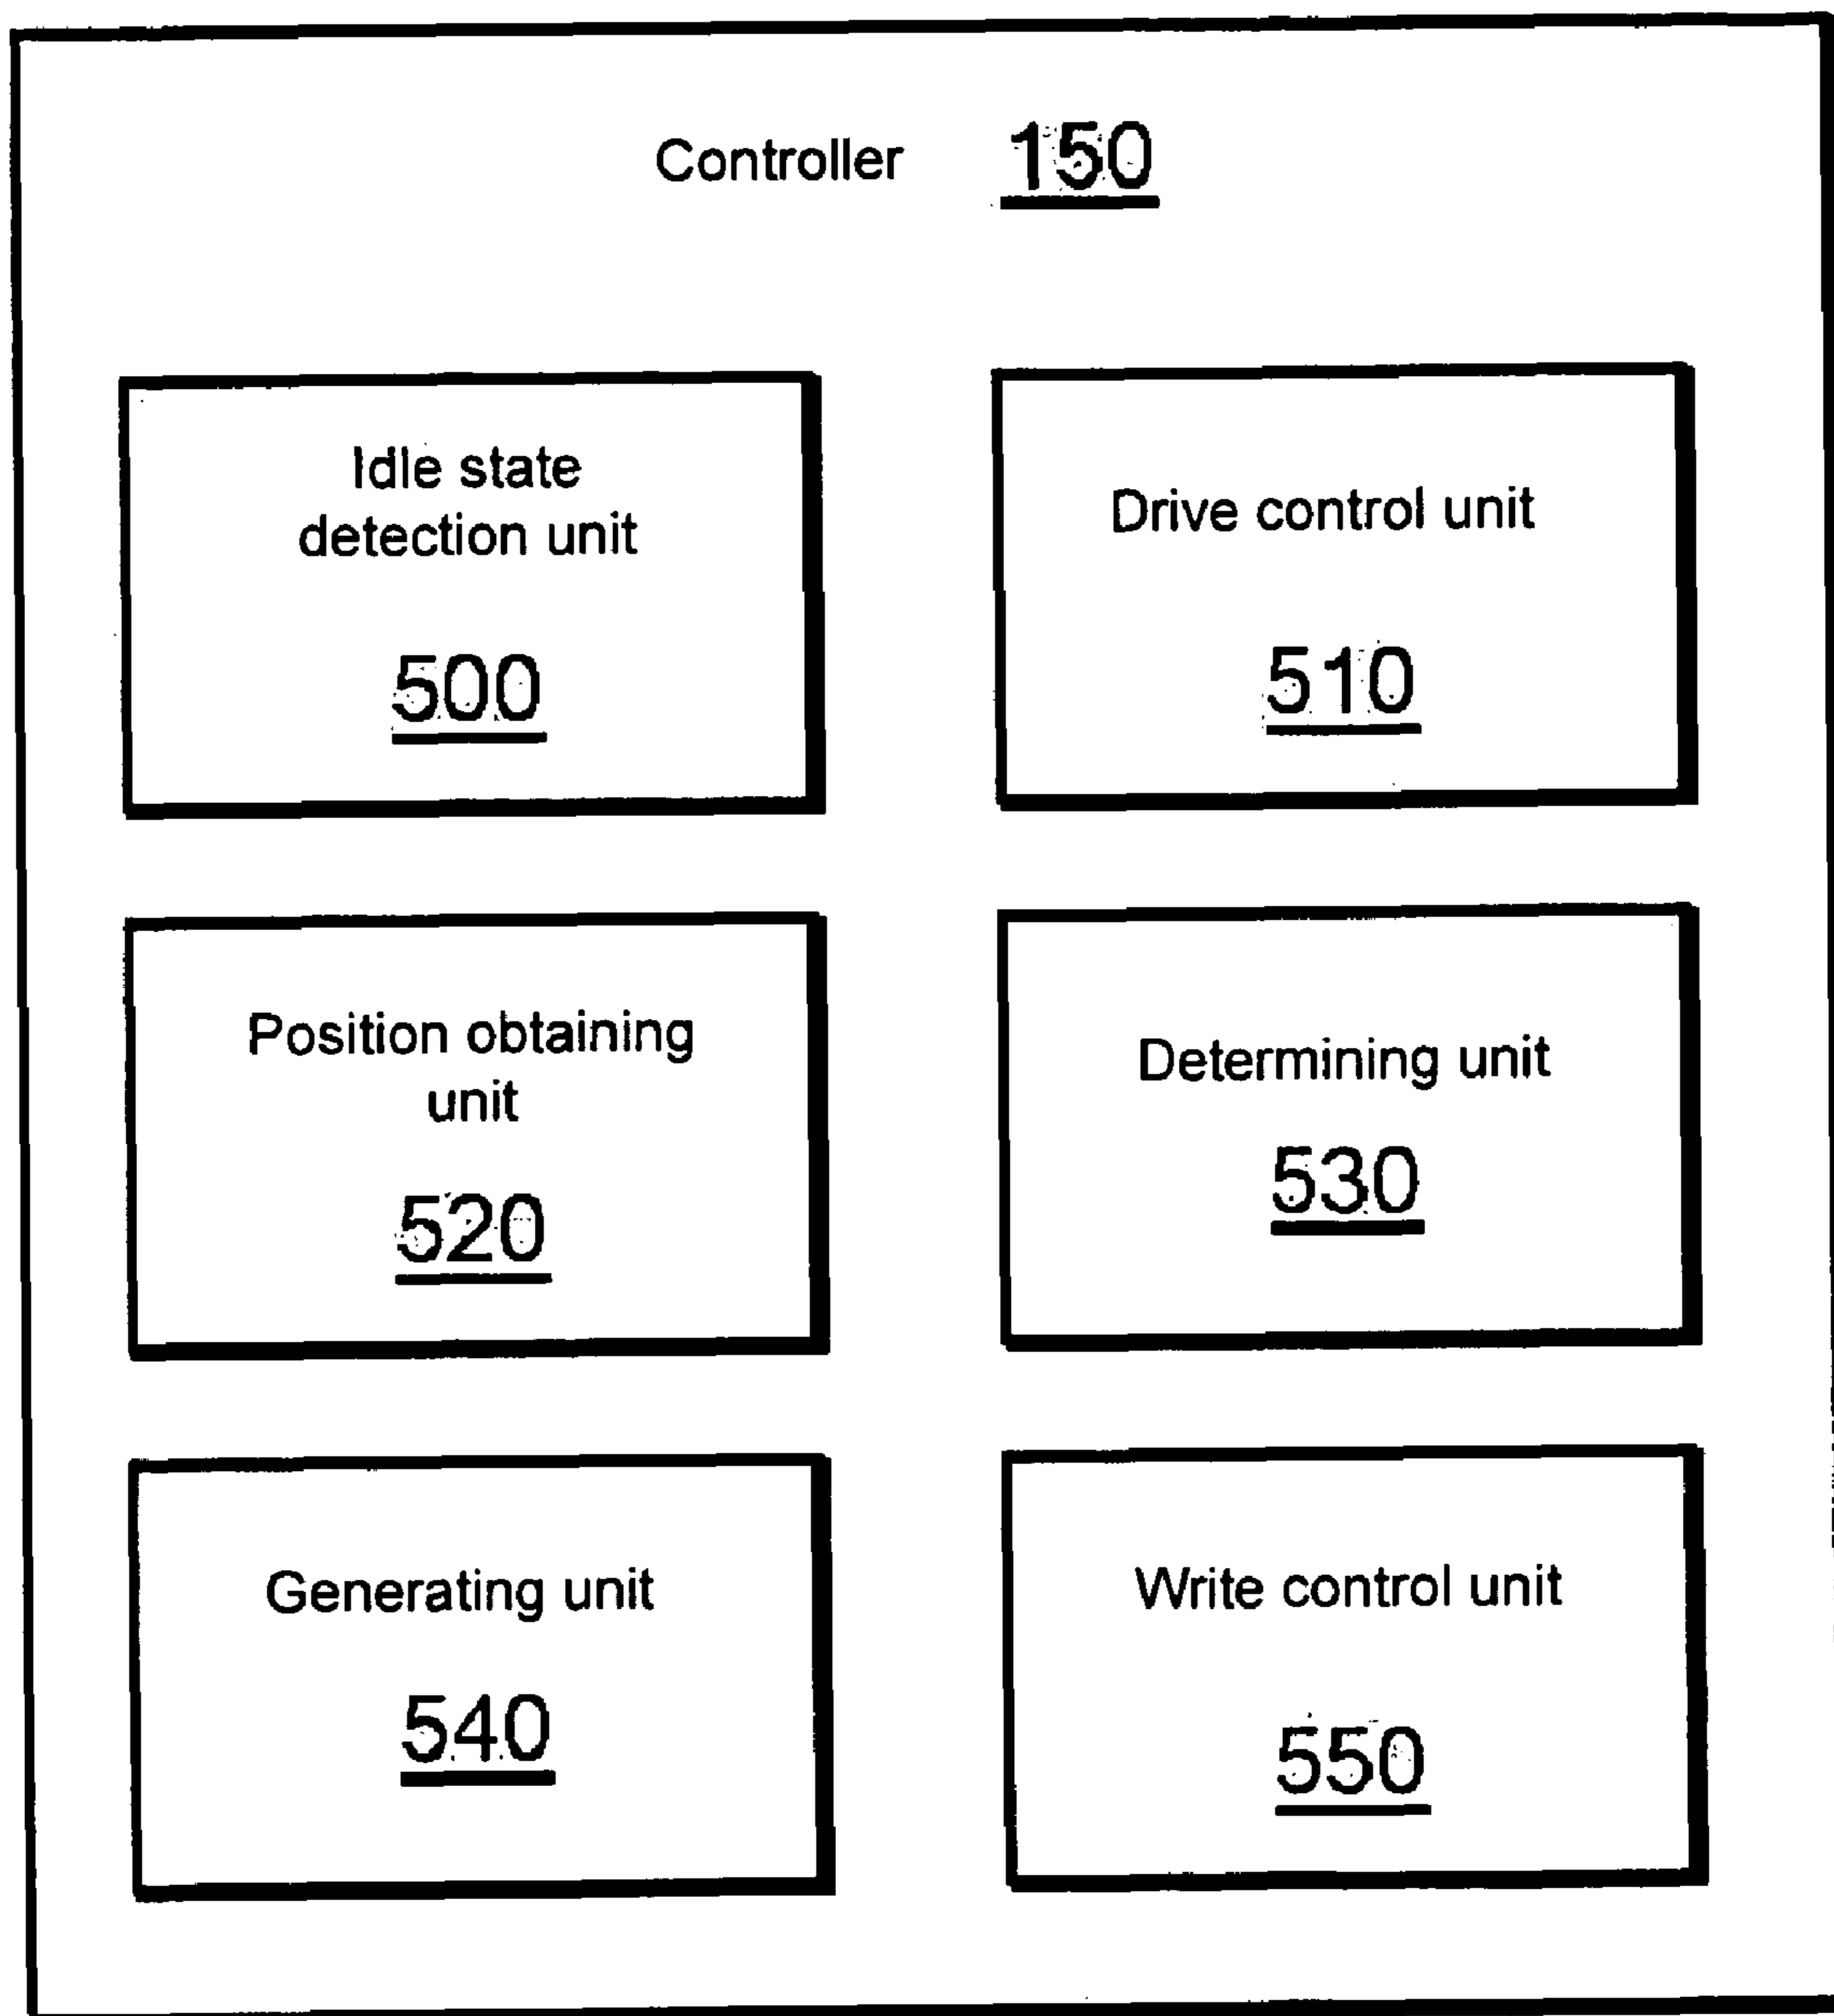 Controller 150
Idle state
detection unit
500
Drive control unit
510
Position obtaining
unit
520
Determining unit
530
Generating unit
540
Write control unit
550